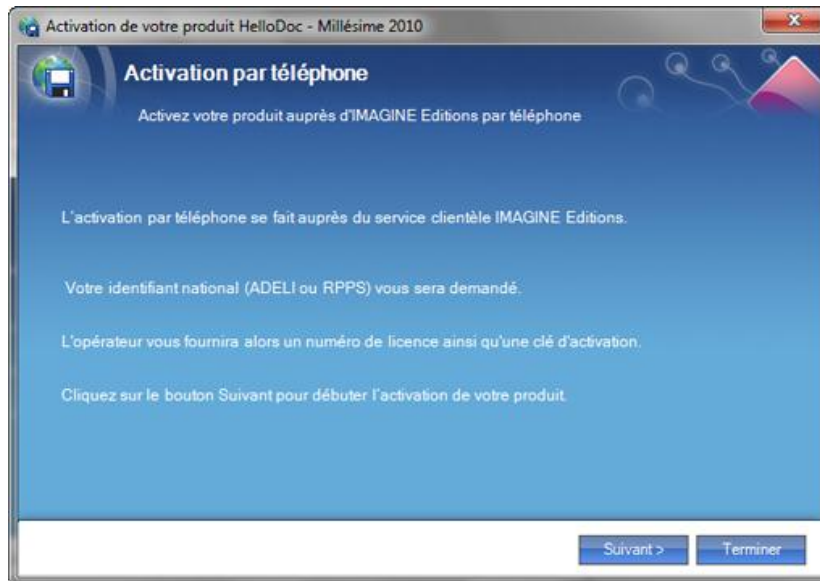 Activation de votre produit HelloDoc - Millésime 2010
Activation par téléphone
Activez votre produit auprès d'IMAGINE Editions par téléphone
L'activation par téléphone se fait auprès du service clientèle IMAGINE Editions.
Votre identifiant national (ADELI ou RPPS) vous sera demandé.
L'opérateur vous fournira alors un numéro de licence ainsi qu'une clé d'activation.
Cliquez sur le bouton Suivant pour débuter l'activation de votre produit.
Suivant >
Terminer